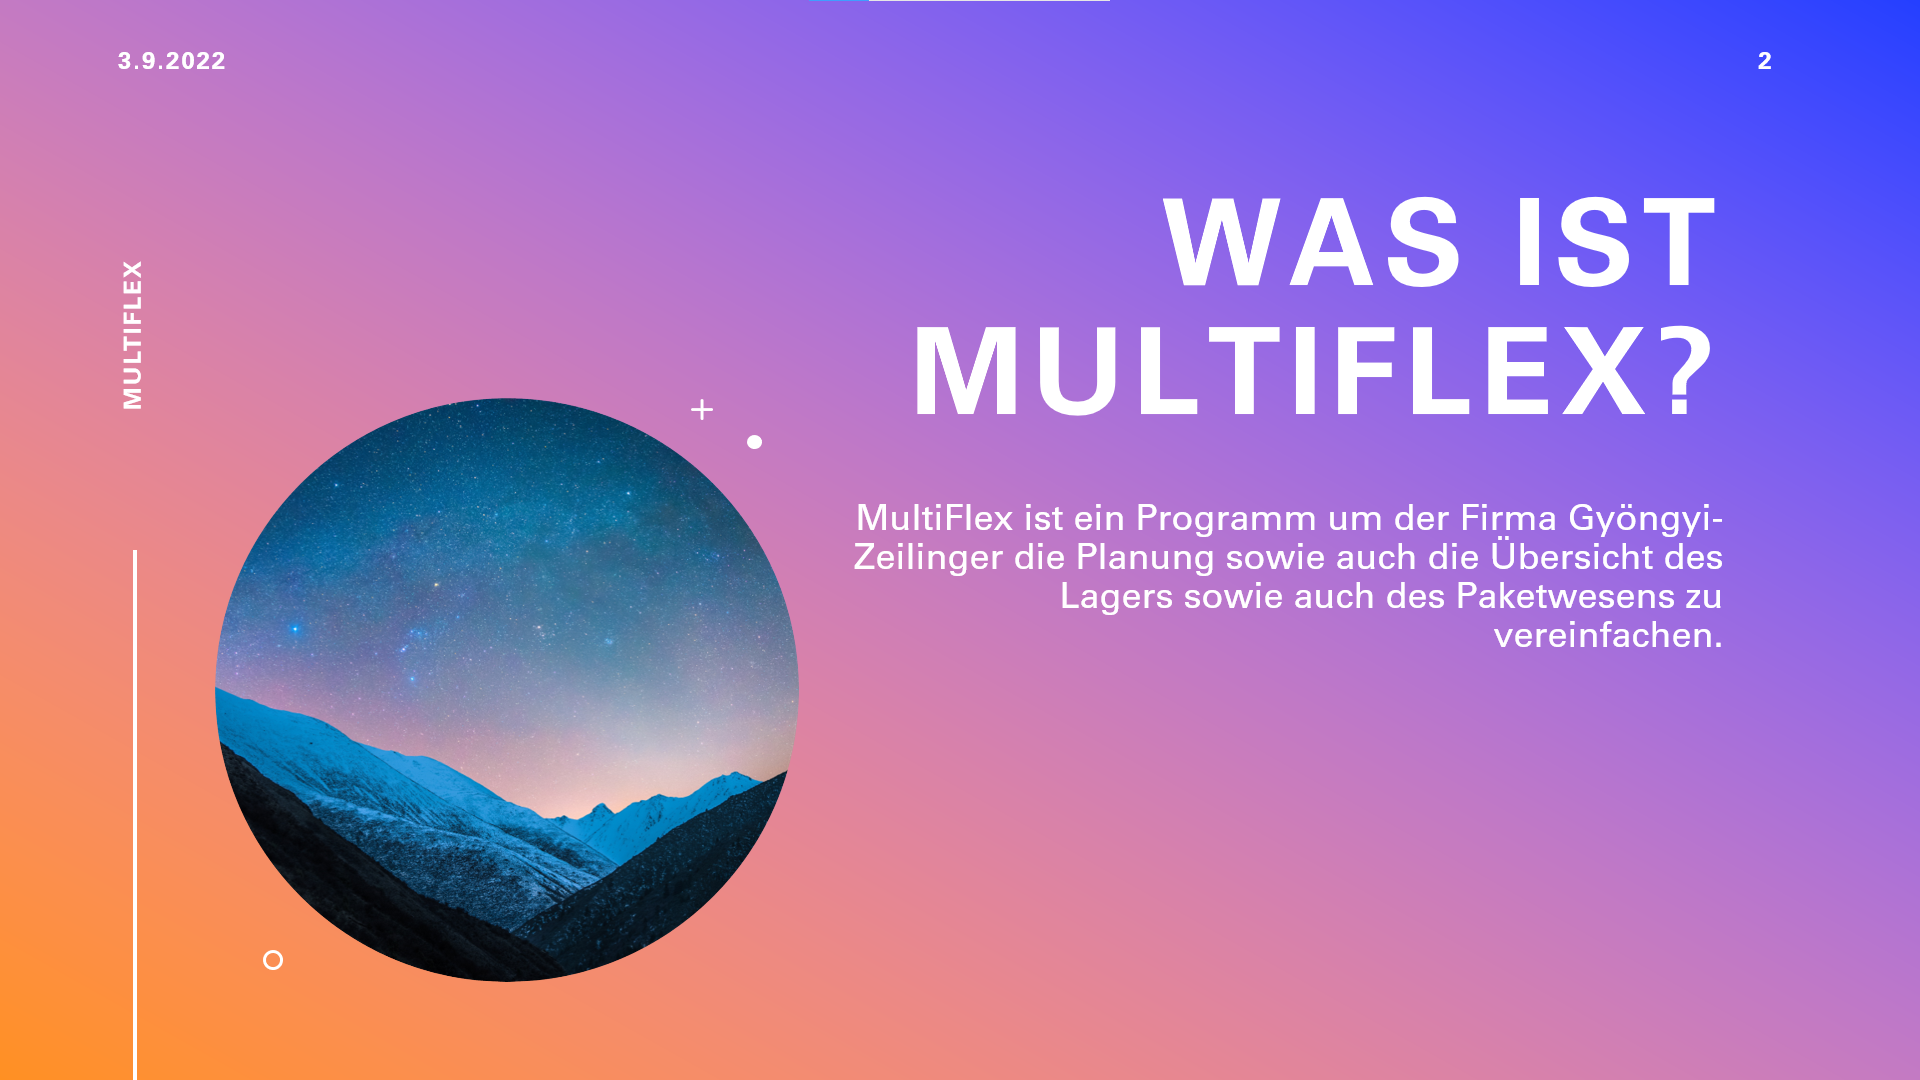 3.9.2022
2
MULTIFLEX
WAS IST
MULTIFLEX?
MultiFlex ist ein Programm um der Firma Gyöngyi-
Zeilinger die Planung sowie auch die Übersicht des
Lagers sowie auch des Paketwesens zu
vereinfachen.